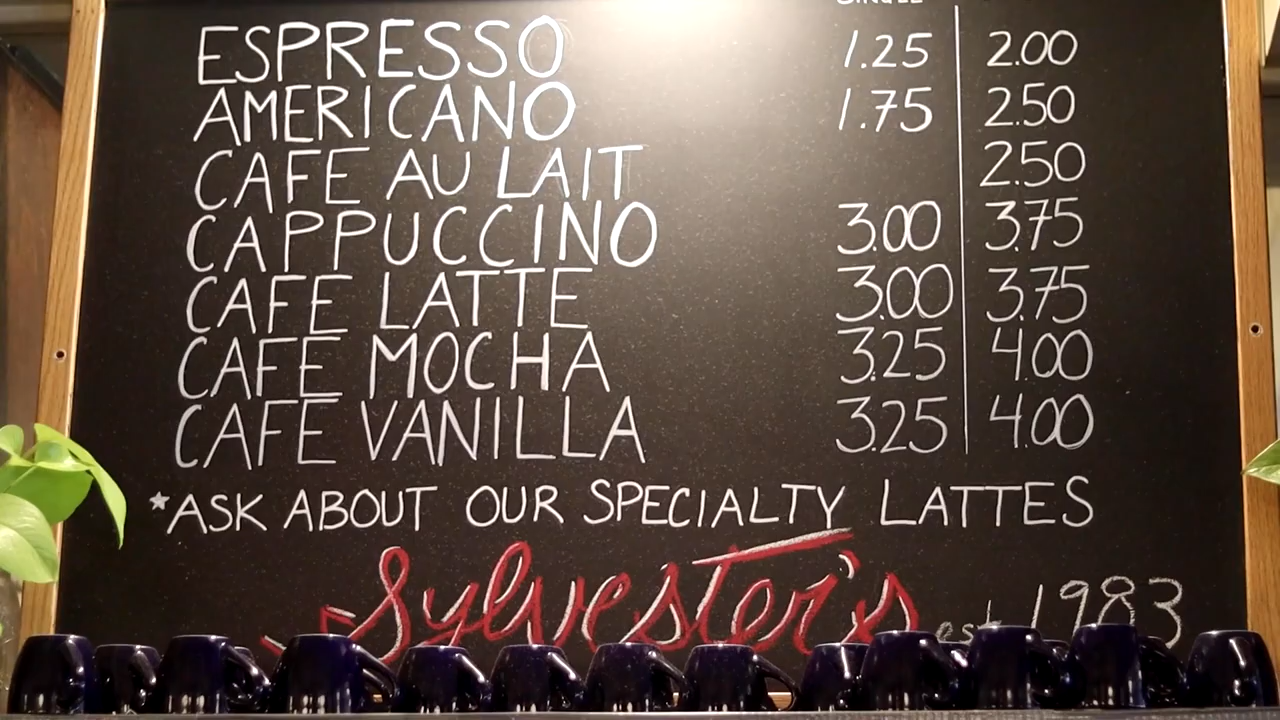 SINGLE
ESPRESSO 1.25 2.00
AMERICANO 1.75 2.50
CAFE AU LAIT 2.50
CAPPUCCINO 3.00 3.75
CAFE LATTE 3.00 3.75
CAFE MOCHA 3.25 4.00
CAFE VANILLA 3.25 4.00
*ASK ABOUT OUR SPECIALTY LATTES
Sylvester's est. 1983